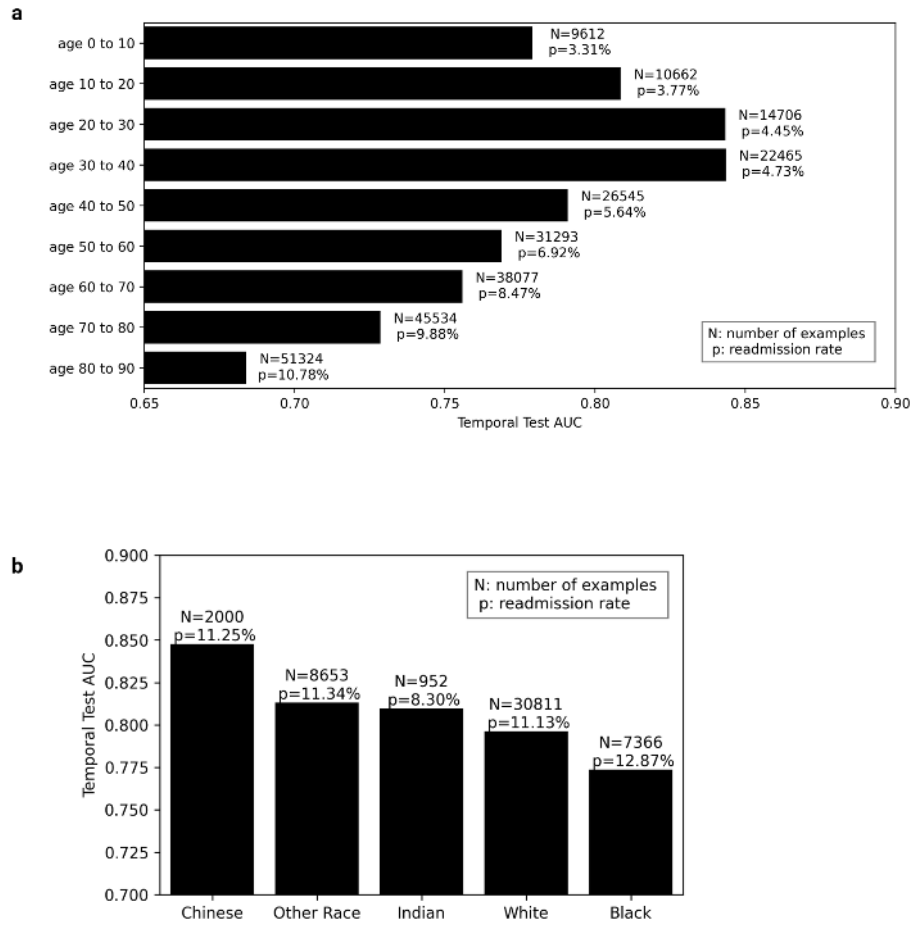 a
age 0 to 10
N=9612
p=3.31%
age 10 to 20
N=10662
p=3.77%
age 20 to 30
N=14706
p=4.45%
age 30 to 40
N=22465
p=4.73%
age 40 to 50
N=26545
p=5.64%
age 50 to 60
N=31293
p=6.92%
age 60 to 70
N=38077
p=8.47%
age 70 to 80
N=45534
p=9.88%
age 80 to 90
N=51324
p=10.78%
N: number of examples
p: readmission rate
0.65 0.70 0.75 0.80 0.85 0.90
Temporal Test AUC
b
Temporal Test AUC
0.900
0.875
0.850
0.825
0.800
0.775
0.750
0.725
0.700
N: number of examples
p: readmission rate
N=2000
p=11.25%
N=8653
p=11.34%
N=952
p=8.30%
N=30811
p=11.13%
N=7366
p=12.87%
Chinese Other Race Indian White Black